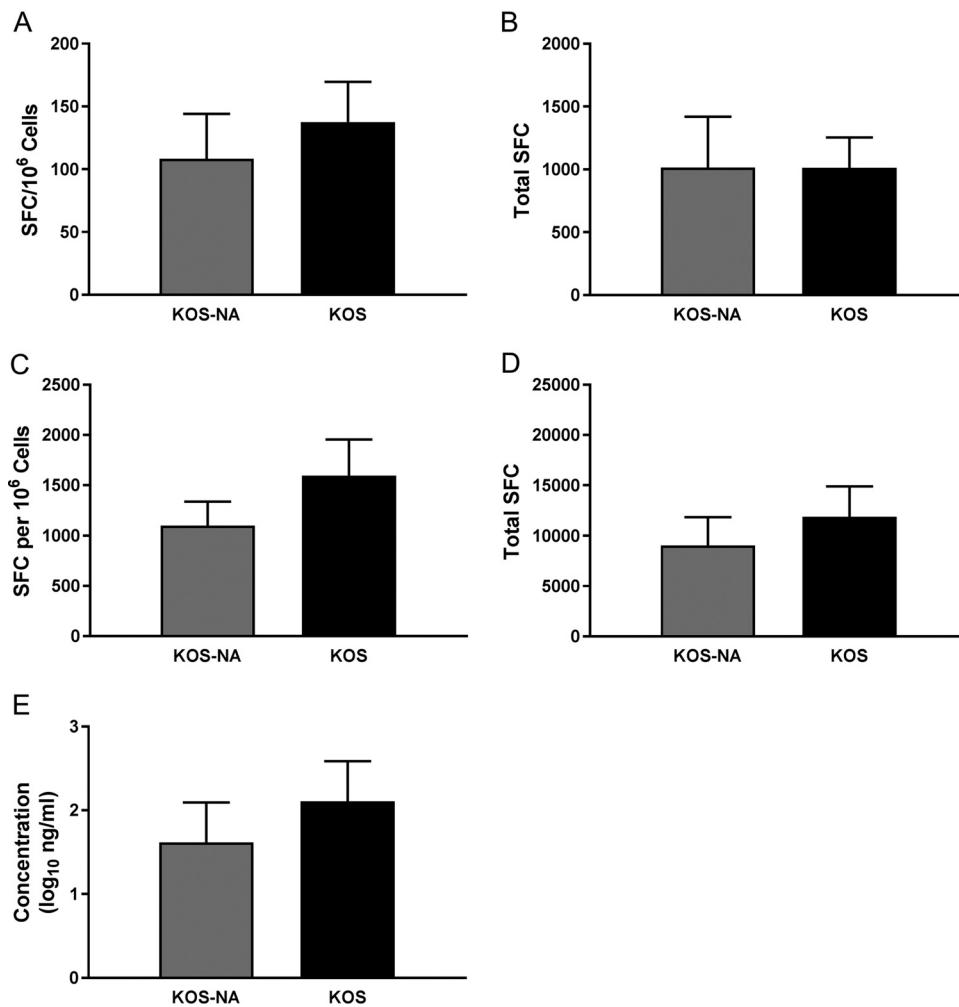 A
SFC/10⁶ Cells
200
150
100
50
0
KOS-NA
KOS
B
Total SFC
2000
1500
1000
500
0
KOS-NA
KOS
C
SFC per 10⁶ Cells
2500
2000
1500
1000
500
0
KOS-NA
KOS
D
Total SFC
25000
20000
15000
10000
5000
0
KOS-NA
KOS
E
Concentration
(log₁₀ ng/ml)
3
2
1
0
KOS-NA
KOS